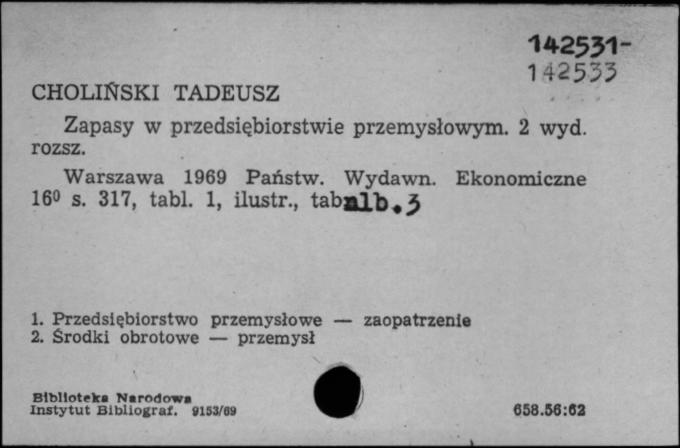 142531-
142533
CHOLIŃSKI TADEUSZ
Zapasy w przedsiębiorstwie przemysłowym. 2 wyd.
rozsz.
Warszawa 1969 Państw. Wydawn. Ekonomiczne
16⁰ s. 317, tabl. 1, ilustr., tab nlb. 3
1. Przedsiębiorstwo przemysłowe — zaopatrzenie
2. Środki obrotowe — przemysł
Biblioteka Narodowa
Instytut Bibliograf. 9153/69
658.56:62